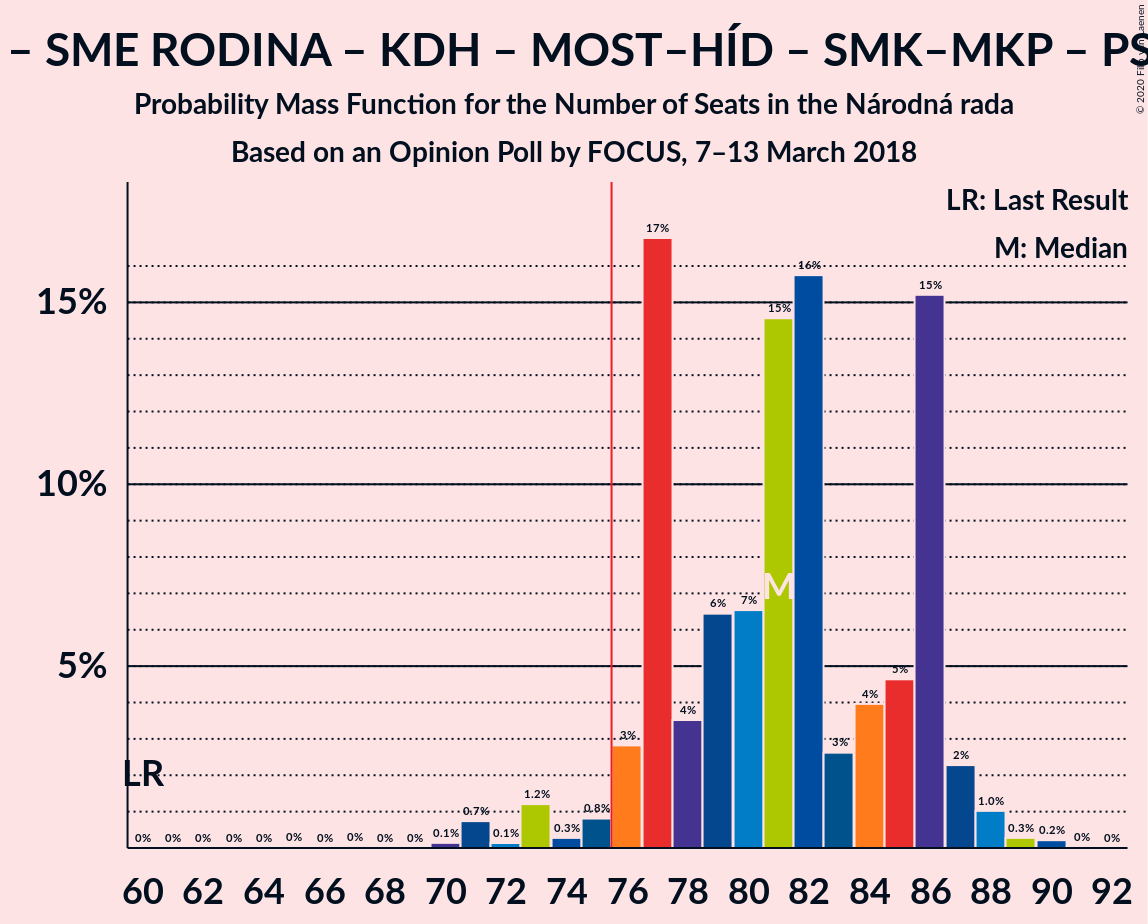 – SME RODINA – KDH – MOST–HÍD – SMK–MKP – PS
Probability Mass Function for the Number of Seats in the Národná rada
Based on an Opinion Poll by FOCUS, 7–13 March 2018
© 2020 Filip van Laenen
LR: Last Result
M: Median
15%
10%
5%
17%
16%
15%
15%
7%
6%
5%
4%
4%
3%
3%
2%
1.2%
1.0%
0.8%
0.7%
0.3%
0.3%
0.2%
0.1%
0.1%
0% 0% 0% 0% 0% 0% 0% 0% 0% 0% 0% 0%
M
LR
60 62 64 66 68 70 72 74 76 78 80 82 84 86 88 90 92